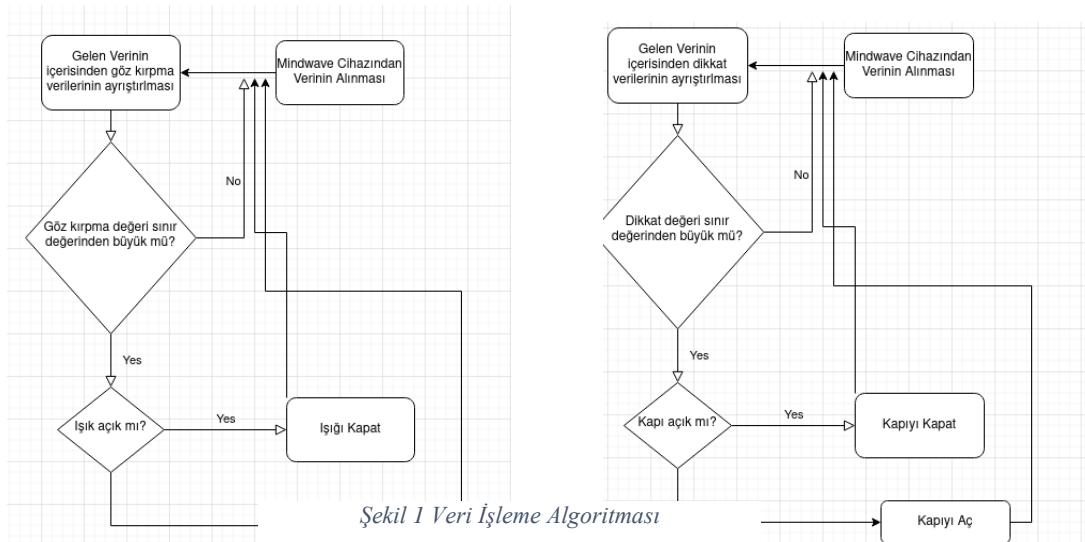 Gelen Verinin
içerisinden göz kırpma
verilerinin ayrıştırılması
Mindwave Cihazından
Verinin Alınması
No
Göz kırpma değeri sınır
değerinden büyük mü?
Yes
Işık açık mı?
Yes
Işığı Kapat
Gelen Verinin
içerisinden dikkat
verilerinin ayrıştırılması
Mindwave Cihazından
Verinin Alınması
No
Dikkat değeri sınır
değerinden büyük mü?
Yes
Kapı açık mı?
Yes
Kapıyı Kapat
Kapıyı Aç
Şekil 1 Veri İşleme Algoritması